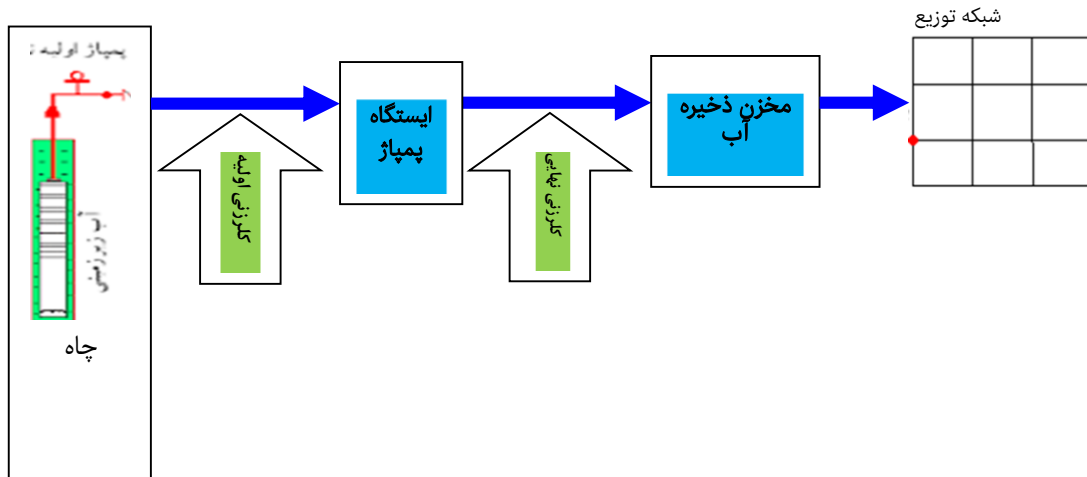 شبکه توزیع
پمپاژ اولیه
آب زیرزمینی
چاه
کلرزنی اولیه
ایستگاه
پمپاژ
کلرزنی نهایی
مخزن ذخیره
آب